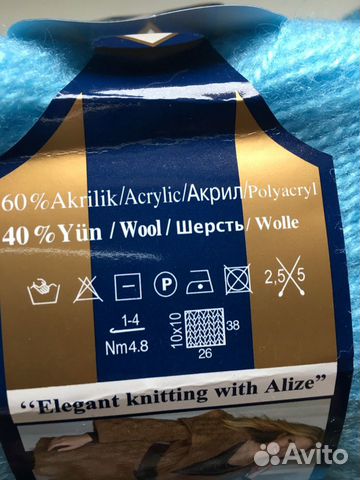 60 % Akrilik/Acrylic/Акрил/Polyacryl
40 % Yün / Wool / Шерсть / Wolle
P
2,5 5
1-4
Nm4.8
10x10
38
26
“Elegant knitting with Alize”
Avito